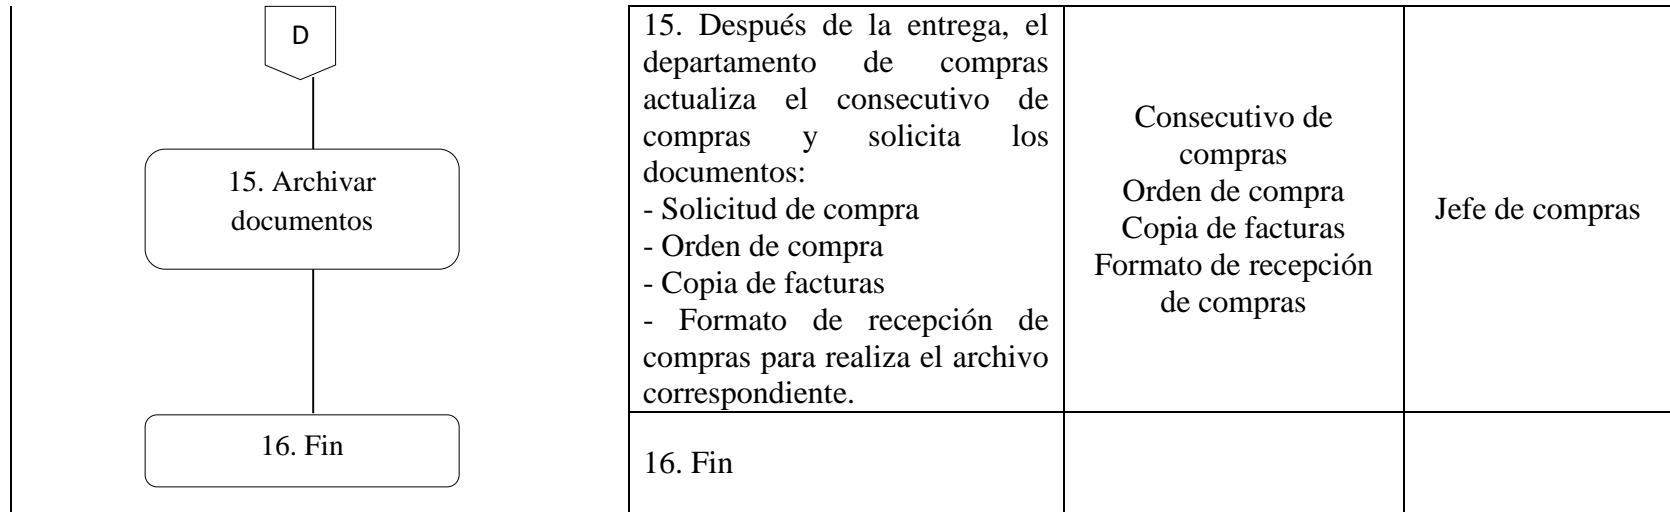 D
15. Archivar
documentos
16. Fin
15. Después de la entrega, el
departamento de compras
actualiza el consecutivo de
compras y solicita los
documentos:
- Solicitud de compra
- Orden de compra
- Copia de facturas
- Formato de recepción de
compras para realiza el archivo
correspondiente.
Consecutivo de
compras
Orden de compra
Copia de facturas
Formato de recepción
de compras
Jefe de compras
16. Fin